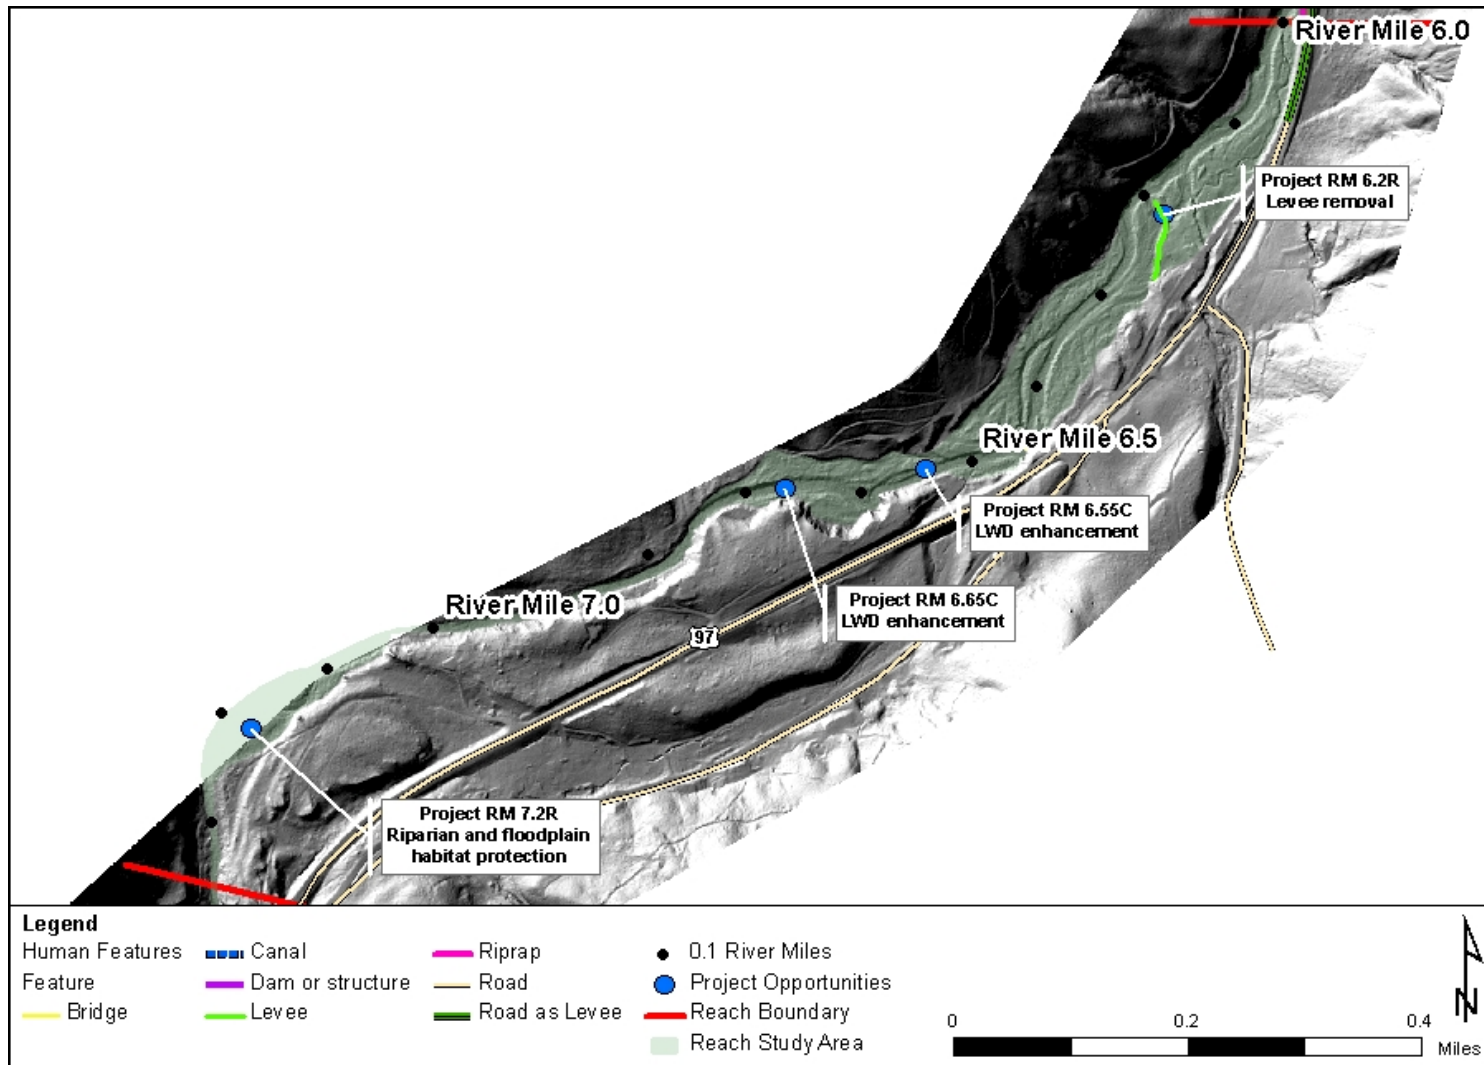 River Mile 6.0
Project RM 6.2R
Levee removal
River Mile 6.5
Project RM 6.55C
LWD enhancement
Project RM 6.65C
LWD enhancement
River Mile 7.0
97
Project RM 7.2R
Riparian and floodplain
habitat protection
Legend
Human Features
Feature
Bridge
Canal
Dam or structure
Levee
Riprap
Road
Road as Levee
0.1 River Miles
Project Opportunities
Reach Boundary
Reach Study Area
0 0.2 0.4
Miles
N